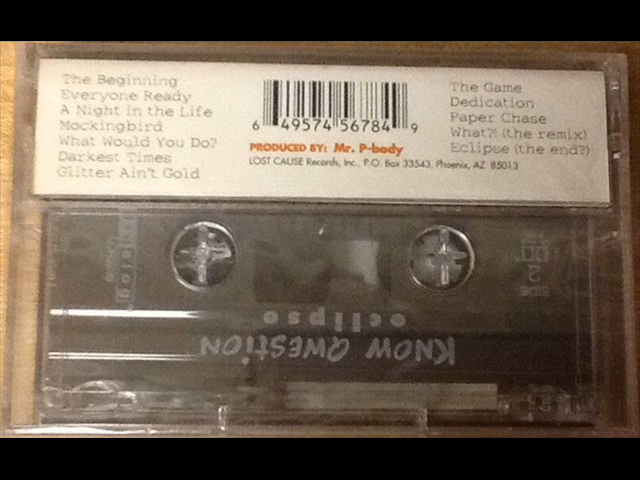 The Beginning
Everyone Ready
A Night in the Life
Mockingbird
What Would You Do?
Darkest Times
Glitter Ain't Gold
6 49574 56784 9
PRODUCED BY: Mr. P-body
LOST CAUSE Records, Inc., P.O. Box 33543, Phoenix, AZ 85013
The Game
Dedication
Paper Chase
What?! (the remix)
Eclipse (the end?)
SIDE
2
eclipse
KNOW QWESTION